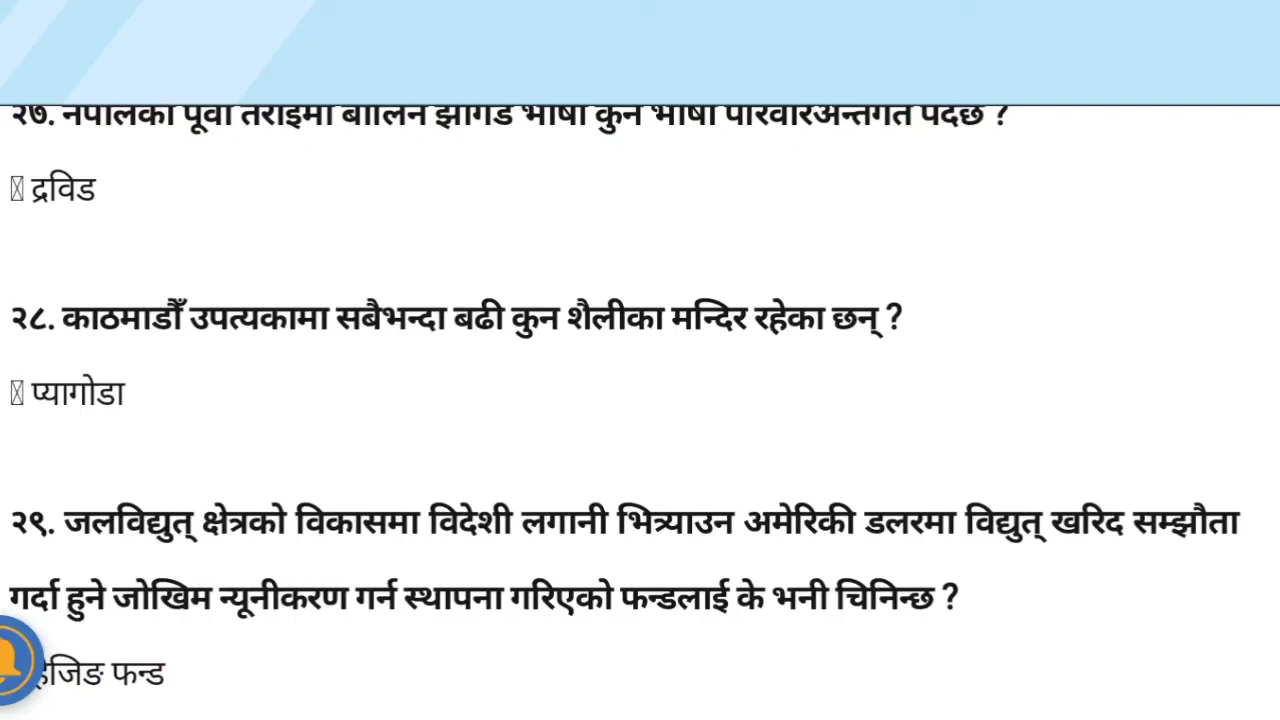 २७. नेपालको पूर्वी तराईमा बोलिने झाँगड भाषा कुन भाषा परिवारअन्तर्गत पर्दछ ?
द्रविड
२८. काठमाडौँ उपत्यकामा सबैभन्दा बढी कुन शैलीका मन्दिर रहेका छन् ?
प्यागोडा
२९. जलविद्युत् क्षेत्रको विकासमा विदेशी लगानी भित्र्याउन अमेरिकी डलरमा विद्युत् खरिद सम्झौता
गर्दा हुने जोखिम न्यूनीकरण गर्न स्थापना गरिएको फन्डलाई के भनी चिनिन्छ ?
हेजिङ फन्ड